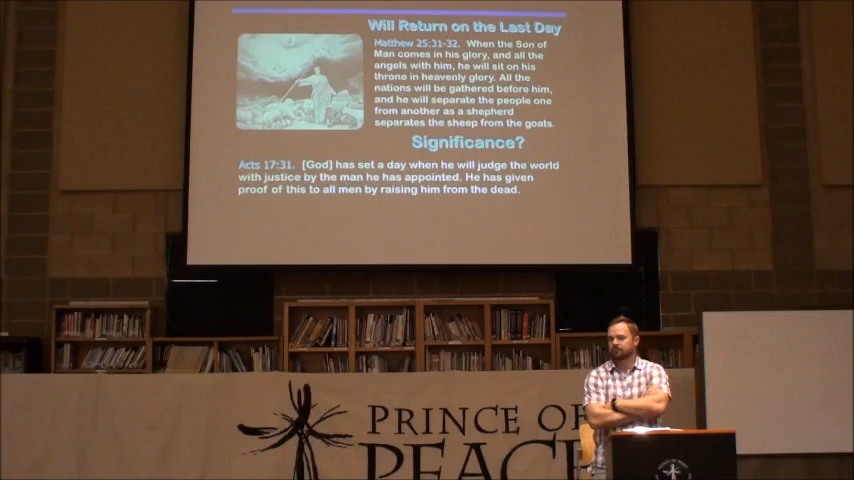 Will Return on the Last Day
Matthew 25:31-32. When the Son of
Man comes in his glory, and all the
angels with him, he will sit on his
throne in heavenly glory. All the
nations will be gathered before him,
and he will separate the people one
from another as a shepherd
separates the sheep from the goats.
Significance?
Acts 17:31. [God] has set a day when he will judge the world
with justice by the man he has appointed. He has given
proof of this to all men by raising him from the dead.
PRINCE OF
PEACE